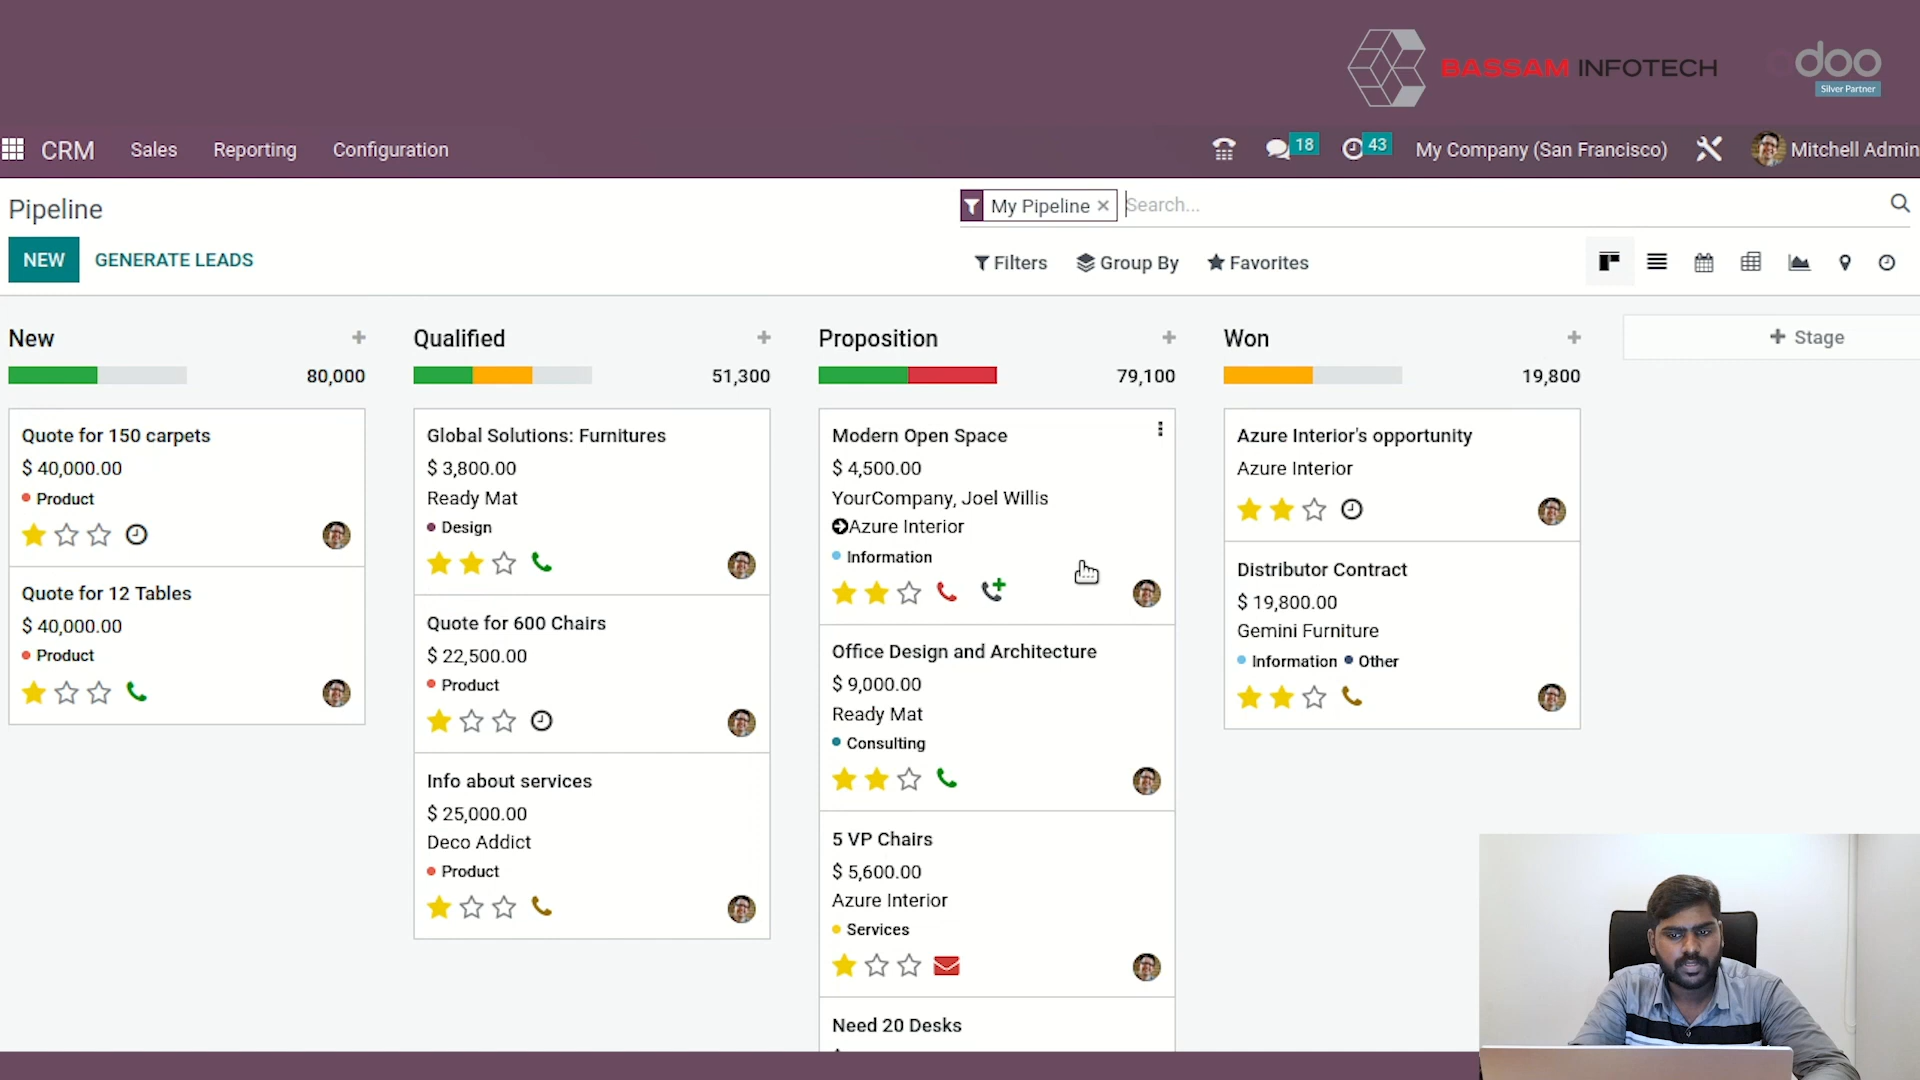 BASSAM INFOTECH
odoo
Silver Partner
CRM
Sales
Reporting
Configuration
18
43
My Company (San Francisco)
Mitchell Admin
Pipeline
My Pipeline ×
Search...
NEW
GENERATE LEADS
Filters
Group By
Favorites
New
80,000
Quote for 150 carpets
$ 40,000.00
Product
Quote for 12 Tables
$ 40,000.00
Product
Qualified
51,300
Global Solutions: Furnitures
$ 3,800.00
Ready Mat
Design
Quote for 600 Chairs
$ 22,500.00
Product
Info about services
$ 25,000.00
Deco Addict
Product
Proposition
79,100
Modern Open Space
$ 4,500.00
YourCompany, Joel Willis
Azure Interior
Information
Office Design and Architecture
$ 9,000.00
Ready Mat
Consulting
5 VP Chairs
$ 5,600.00
Azure Interior
Services
Need 20 Desks
Won
19,800
Azure Interior's opportunity
Azure Interior
Distributor Contract
$ 19,800.00
Gemini Furniture
Information Other
+ Stage